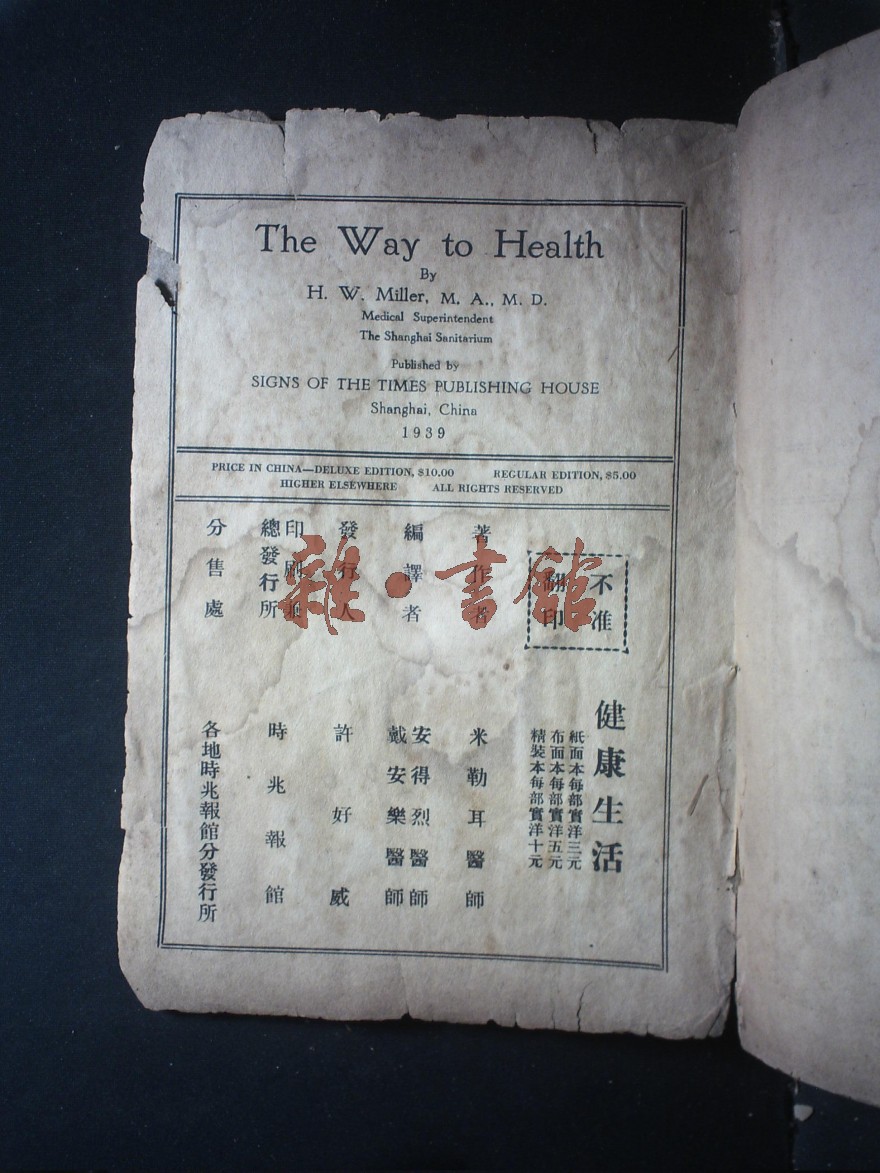 The Way to Health
By
H. W. Miller, M. A., M. D.
Medical Superintendent
The Shanghai Sanitarium
Published by
SIGNS OF THE TIMES PUBLISHING HOUSE
Shanghai, China
1939
PRICE IN CHINA—DELUXE EDITION, $10.00 REGULAR EDITION, $5.00
HIGHER ELSEWHERE ALL RIGHTS RESERVED
不准
翻印
健康生活
紙面本每部實洋三元
布面本每部實洋五元
精裝本每部實洋十元
著作者
米勒耳醫師
編譯者
安得烈醫師
戴安樂醫師
發行人
許好威
印刷兼
總發行所
時兆報館
分售處
各地時兆報館分發行所
雜·書館